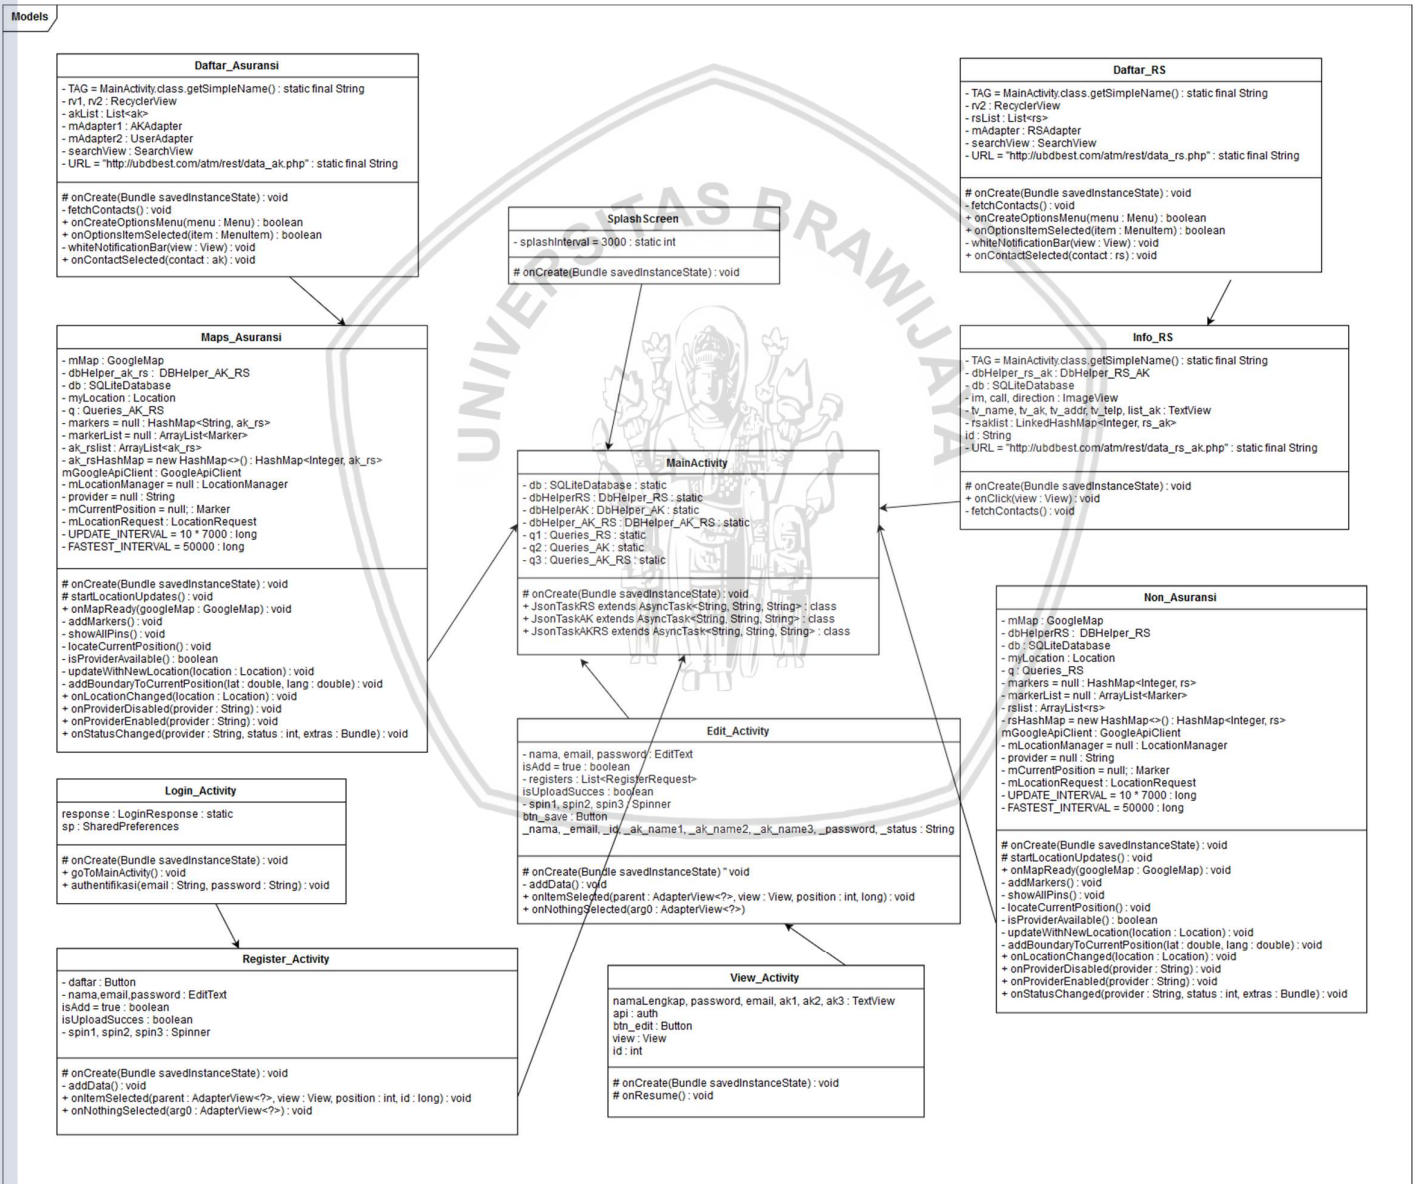 Models
Daftar_Asuransi
- TAG = MainActivity.class.getSimpleName() : static final String
- rv1, rv2 : RecyclerView
- akList : List<ak>
- mAdapter1 : AKAdapter
- mAdapter2 : UserAdapter
- searchView : SearchView
- URL = "http://ubdbest.com/atm/rest/data_ak.php" : static final String
# onCreate(Bundle savedInstanceState) : void
- fetchContacts() : void
+ onCreateOptionsMenu(menu : Menu) : boolean
+ onOptionsItemSelected(item : MenuItem) : boolean
- whiteNotificationBar(view : View) : void
+ onContactSelected(contact : ak) : void
Daftar_RS
- TAG = MainActivity.class.getSimpleName() : static final String
- rv2 : RecyclerView
- rsList : List<rs>
- mAdapter : RSAdapter
- searchView : SearchView
- URL = "http://ubdbest.com/atm/rest/data_rs.php" : static final String
# onCreate(Bundle savedInstanceState) : void
- fetchContacts() : void
+ onCreateOptionsMenu(menu : Menu) : boolean
+ onOptionsItemSelected(item : MenuItem) : boolean
- whiteNotificationBar(view : View) : void
+ onContactSelected(contact : rs) : void
SplashScreen
- splashInterval = 3000 : static int
# onCreate(Bundle savedInstanceState) : void
UNIVERSITAS BRAWIJAYA
Maps_Asuransi
- mMap : GoogleMap
- dbHelper_ak_rs : DBHelper_AK_RS
- db : SQLiteDatabase
- myLocation : Location
- q : Queries_AK_RS
- markers = null : HashMap<String, ak_rs>
- markerList = null : ArrayList<Marker>
- ak_rslist : ArrayList<ak_rs>
- ak_rsHashMap = new HashMap<>() : HashMap<Integer, ak_rs>
mGoogleApiClient : GoogleApiClient
- mLocationManager = null : LocationManager
- provider = null : String
- mCurrentPosition = null; : Marker
- mLocationRequest : LocationRequest
- UPDATE_INTERVAL = 10 * 7000 : long
- FASTEST_INTERVAL = 50000 : long
# onCreate(Bundle savedInstanceState) : void
# startLocationUpdates() : void
+ onMapReady(googleMap : GoogleMap) : void
- addMarkers() : void
- showAllPins() : void
- locateCurrentPosition() : void
- isProviderAvailable() : boolean
- updateWithNewLocation(location : Location) : void
- addBoundaryToCurrentPosition(lat : double, lang : double) : void
+ onLocationChanged(location : Location) : void
+ onProviderDisabled(provider : String) : void
+ onProviderEnabled(provider : String) : void
+ onStatusChanged(provider : String, status : int, extras : Bundle) : void
Info_RS
- TAG = MainActivity.class.getSimpleName() : static final String
- dbHelper_rs_ak : DbHelper_RS_AK
- db : SQLiteDatabase
- im, call, direction : ImageView
- tv_name, tv_ak, tv_addr, tv_telp, list_ak : TextView
- rsaklist : LinkedHashMap<Integer, rs_ak>
id : String
- URL = "http://ubdbest.com/atm/rest/data_rs_ak.php" : static final String
# onCreate(Bundle savedInstanceState) : void
+ onClick(view : View) : void
- fetchContacts() : void
MainActivity
- db : SQLiteDatabase : static
- dbHelperRS : DbHelper_RS : static
- dbHelperAK : DbHelper_AK : static
- dbHelper_AK_RS : DBHelper_AK_RS : static
- q1 : Queries_RS : static
- q2 : Queries_AK : static
- q3 : Queries_AK_RS : static
# onCreate(Bundle savedInstanceState) : void
+ JsonTaskRS extends AsyncTask<String, String, String> : class
+ JsonTaskAK extends AsyncTask<String, String, String> : class
+ JsonTaskAKRS extends AsyncTask<String, String, String> : class
Non_Asuransi
- mMap : GoogleMap
- dbHelperRS : DBHelper_RS
- db : SQLiteDatabase
- myLocation : Location
- q : Queries_RS
- markers = null : HashMap<Integer, rs>
- markerList = null : ArrayList<Marker>
- rslist : ArrayList<rs>
- rsHashMap = new HashMap<>() : HashMap<Integer, rs>
mGoogleApiClient : GoogleApiClient
- mLocationManager = null : LocationManager
- provider = null : String
- mCurrentPosition = null; : Marker
- mLocationRequest : LocationRequest
- UPDATE_INTERVAL = 10 * 7000 : long
- FASTEST_INTERVAL = 50000 : long
# onCreate(Bundle savedInstanceState) : void
# startLocationUpdates() : void
+ onMapReady(googleMap : GoogleMap) : void
- addMarkers() : void
- showAllPins() : void
- locateCurrentPosition() : void
- isProviderAvailable() : boolean
- updateWithNewLocation(location : Location) : void
- addBoundaryToCurrentPosition(lat : double, lang : double) : void
+ onLocationChanged(location : Location) : void
+ onProviderDisabled(provider : String) : void
+ onProviderEnabled(provider : String) : void
+ onStatusChanged(provider : String, status : int, extras : Bundle) : void
Edit_Activity
- nama, email, password : EditText
isAdd = true : boolean
- registers : List<RegisterRequest>
isUploadSucces : boolean
- spin1, spin2, spin3 : Spinner
btn_save : Button
_nama, _email, _id, _ak_name1, _ak_name2, _ak_name3, _password, _status : String
# onCreate(Bundle savedInstanceState) " void
- addData() : void
+ onItemSelected(parent : AdapterView<?>, view : View, position : int, long) : void
+ onNothingSelected(arg0 : AdapterView<?>)
Login_Activity
response : LoginResponse : static
sp : SharedPreferences
# onCreate(Bundle savedInstanceState) : void
+ goToMainActivity() : void
+ authentifikasi(email : String, password : String) : void
Register_Activity
- daftar : Button
- nama,email,password : EditText
isAdd = true : boolean
isUploadSucces : boolean
- spin1, spin2, spin3 : Spinner
# onCreate(Bundle savedInstanceState) : void
- addData() : void
+ onItemSelected(parent : AdapterView<?>, view : View, position : int, id : long) : void
+ onNothingSelected(arg0 : AdapterView<?>) : void
View_Activity
namaLengkap, password, email, ak1, ak2, ak3 : TextView
api : auth
btn_edit : Button
view : View
id : int
# onCreate(Bundle savedInstanceState) : void
# onResume() : void